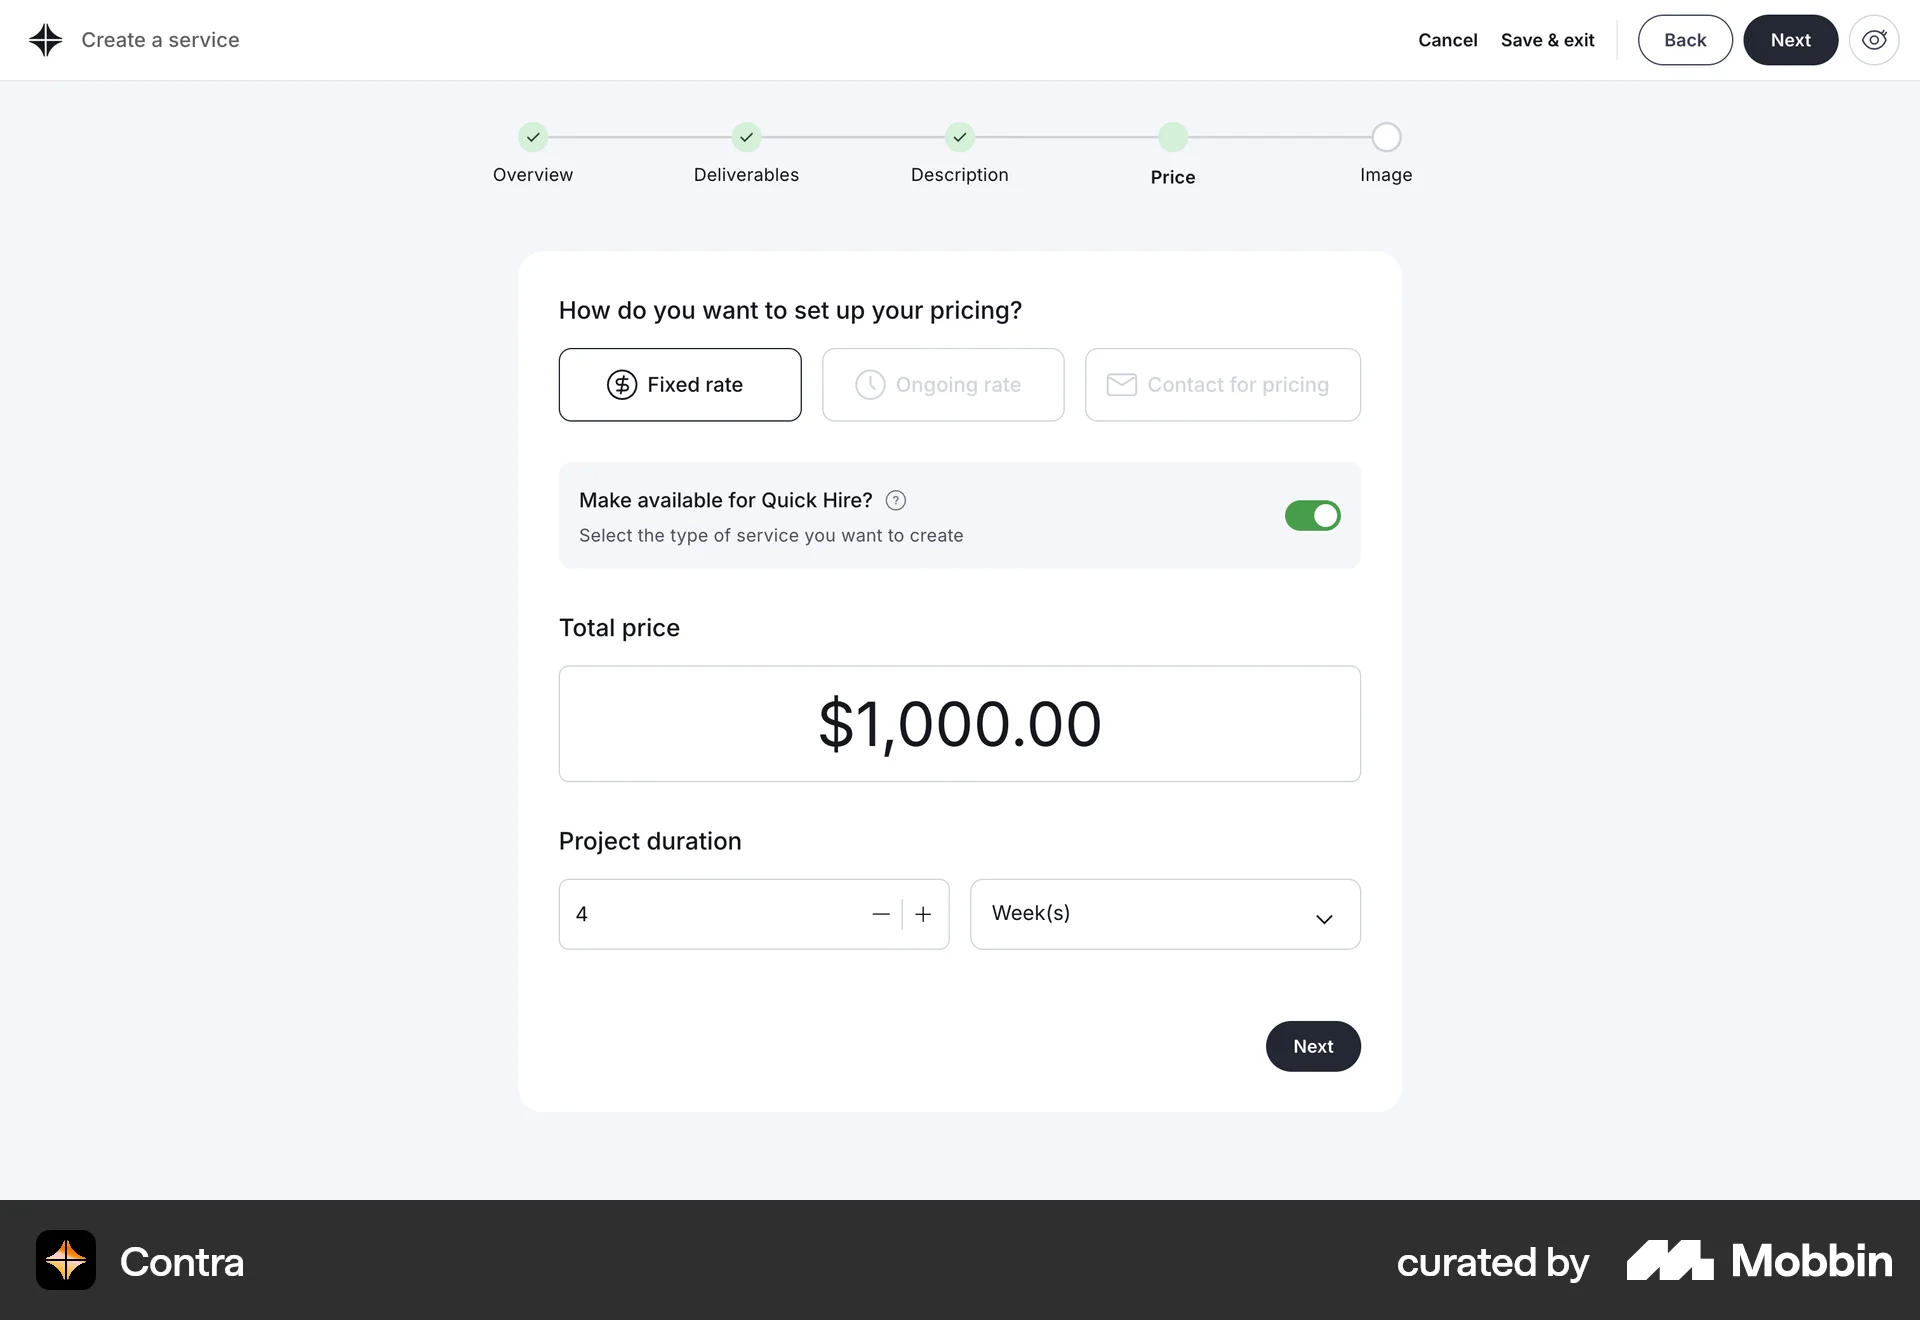 Create a service
Cancel
Save & exit
Back
Next
Overview
Deliverables
Description
Price
Image
How do you want to set up your pricing?
Fixed rate
Ongoing rate
Contact for pricing
Make available for Quick Hire? ?
Select the type of service you want to create
Total price
$1,000.00
Project duration
4
Week(s)
Next
Contra
curated by
Mobbin